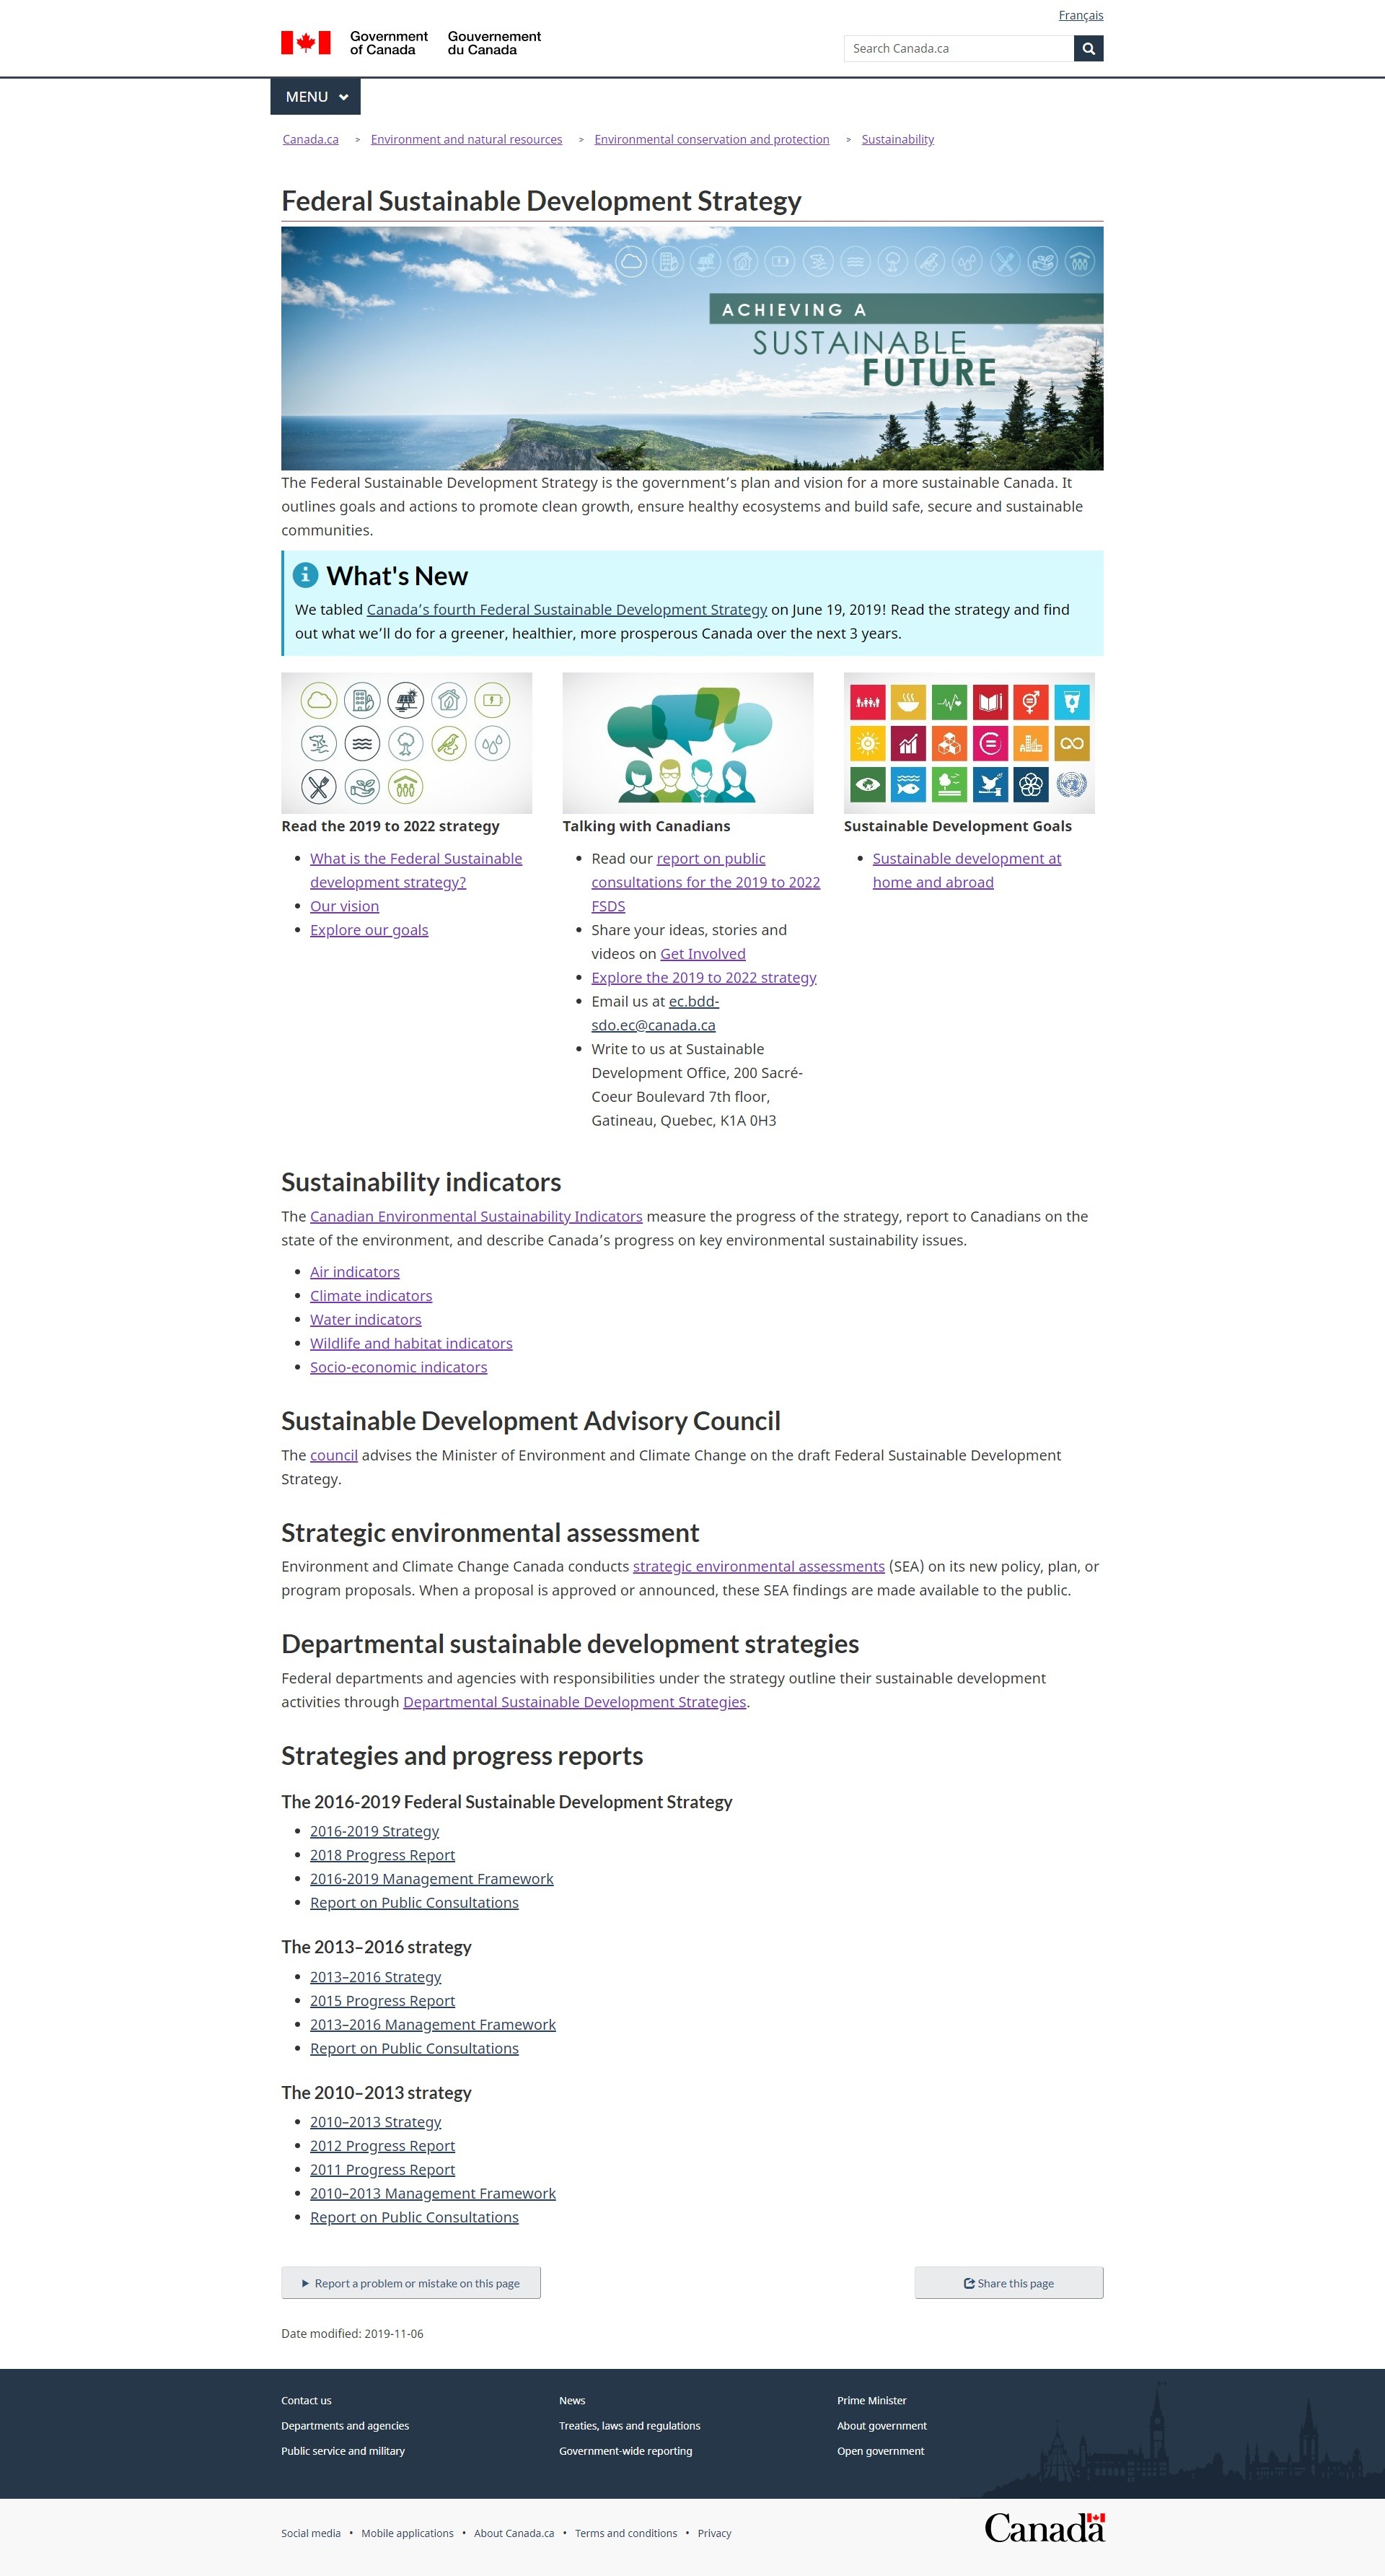 Français
Government of Canada
Gouvernement du Canada
Search Canada.ca
MENU
Canada.ca > Environment and natural resources > Environmental conservation and protection > Sustainability
Federal Sustainable Development Strategy
ACHIEVING A
SUSTAINABLE
FUTURE
The Federal Sustainable Development Strategy is the government’s plan and vision for a more sustainable Canada. It
outlines goals and actions to promote clean growth, ensure healthy ecosystems and build safe, secure and sustainable
communities.
What's New
We tabled Canada’s fourth Federal Sustainable Development Strategy on June 19, 2019! Read the strategy and find
out what we’ll do for a greener, healthier, more prosperous Canada over the next 3 years.
Read the 2019 to 2022 strategy
What is the Federal Sustainable
development strategy?
Our vision
Explore our goals
Talking with Canadians
Read our report on public
consultations for the 2019 to 2022
FSDS
Share your ideas, stories and
videos on Get Involved
Explore the 2019 to 2022 strategy
Email us at ec.bdd-
sdo.ec@canada.ca
Write to us at Sustainable
Development Office, 200 Sacré-
Coeur Boulevard 7th floor,
Gatineau, Quebec, K1A 0H3
Sustainable Development Goals
Sustainable development at
home and abroad
Sustainability indicators
The Canadian Environmental Sustainability Indicators measure the progress of the strategy, report to Canadians on the
state of the environment, and describe Canada’s progress on key environmental sustainability issues.
Air indicators
Climate indicators
Water indicators
Wildlife and habitat indicators
Socio-economic indicators
Sustainable Development Advisory Council
The council advises the Minister of Environment and Climate Change on the draft Federal Sustainable Development
Strategy.
Strategic environmental assessment
Environment and Climate Change Canada conducts strategic environmental assessments (SEA) on its new policy, plan, or
program proposals. When a proposal is approved or announced, these SEA findings are made available to the public.
Departmental sustainable development strategies
Federal departments and agencies with responsibilities under the strategy outline their sustainable development
activities through Departmental Sustainable Development Strategies.
Strategies and progress reports
The 2016-2019 Federal Sustainable Development Strategy
2016-2019 Strategy
2018 Progress Report
2016-2019 Management Framework
Report on Public Consultations
The 2013–2016 strategy
2013–2016 Strategy
2015 Progress Report
2013–2016 Management Framework
Report on Public Consultations
The 2010–2013 strategy
2010–2013 Strategy
2012 Progress Report
2011 Progress Report
2010–2013 Management Framework
Report on Public Consultations
Report a problem or mistake on this page
Share this page
Date modified: 2019-11-06
Contact us
Departments and agencies
Public service and military
News
Treaties, laws and regulations
Government-wide reporting
Prime Minister
About government
Open government
Social media • Mobile applications • About Canada.ca • Terms and conditions • Privacy
Canada